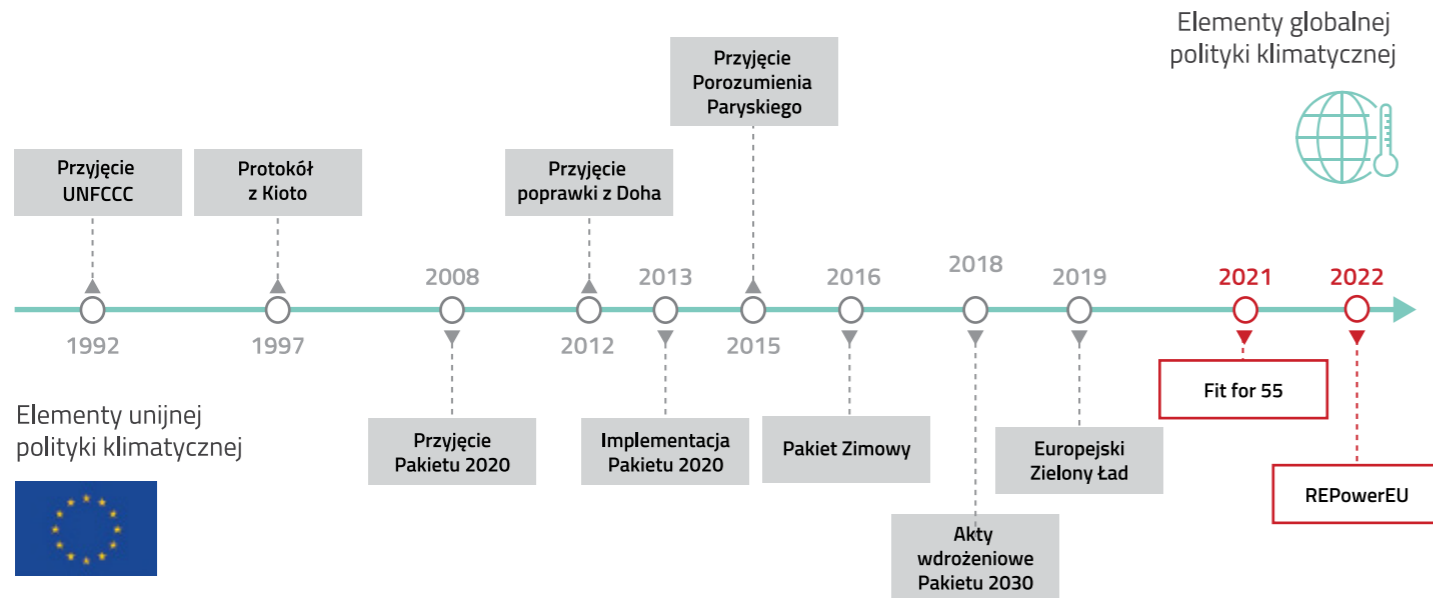 Elementy globalnej
polityki klimatycznej
Przyjęcie
Porozumienia
Paryskiego
Przyjęcie
UNFCCC
Protokół
z Kioto
Przyjęcie
poprawki z Doha
2008
2013
2016
2018
2019
2021
2022
1992
1997
2012
2015
Elementy unijnej
polityki klimatycznej
Przyjęcie
Pakietu 2020
Implementacja
Pakietu 2020
Pakiet Zimowy
Akty
wdrożeniowe
Pakietu 2030
Europejski
Zielony Ład
Fit for 55
REPowerEU